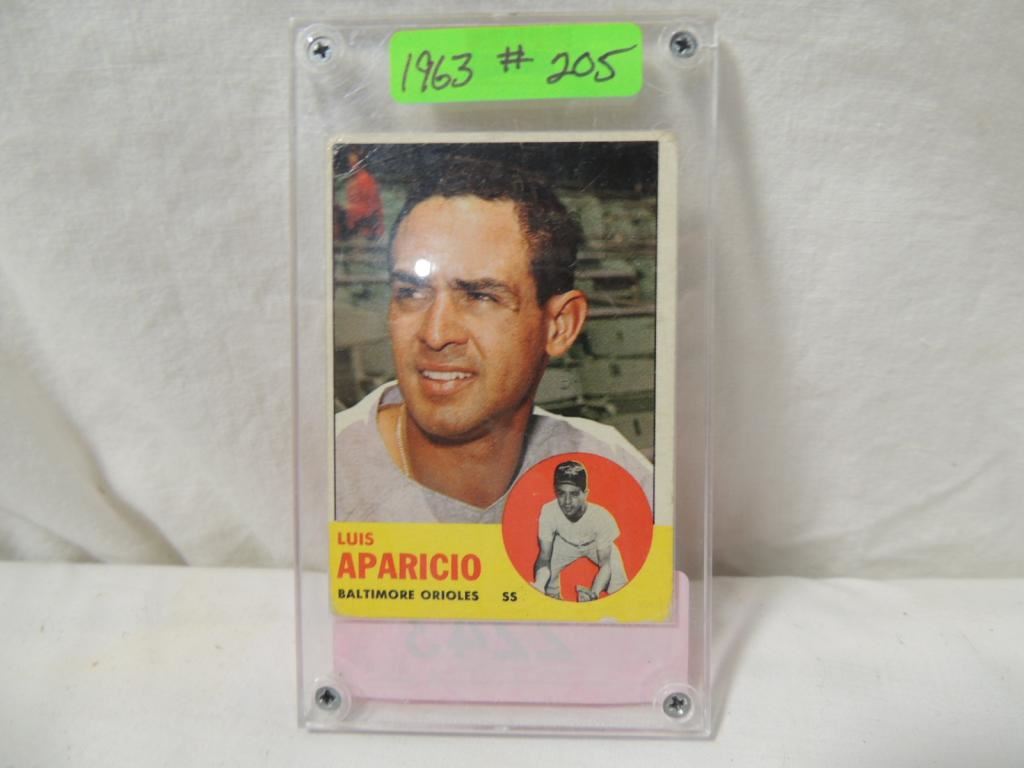 1963 # 205
LUIS
APARICIO
BALTIMORE ORIOLES SS